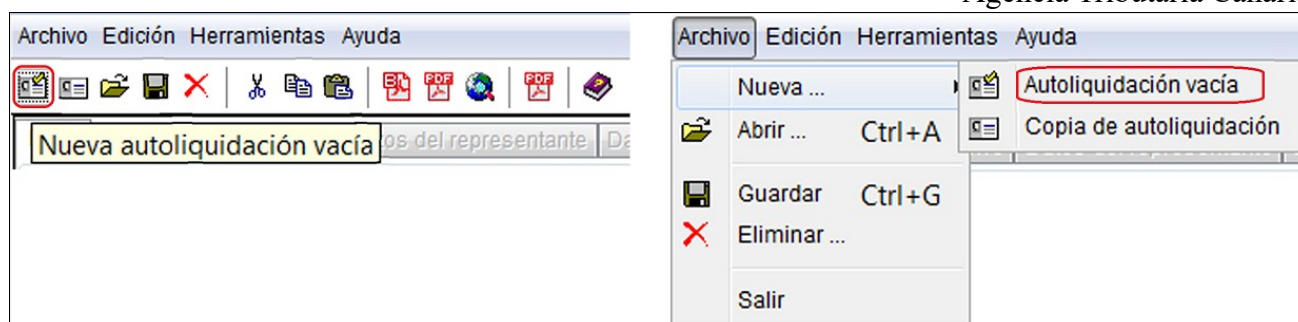 Agencia Tributaria Canari
Archivo Edición Herramientas Ayuda
Nueva autoliquidación vacía
os del representante
Da
Archivo Edición Herramientas Ayuda
Nueva ...
Autoliquidación vacía
Abrir ... Ctrl+A
Copia de autoliquidación
Guardar Ctrl+G
Eliminar ...
Salir